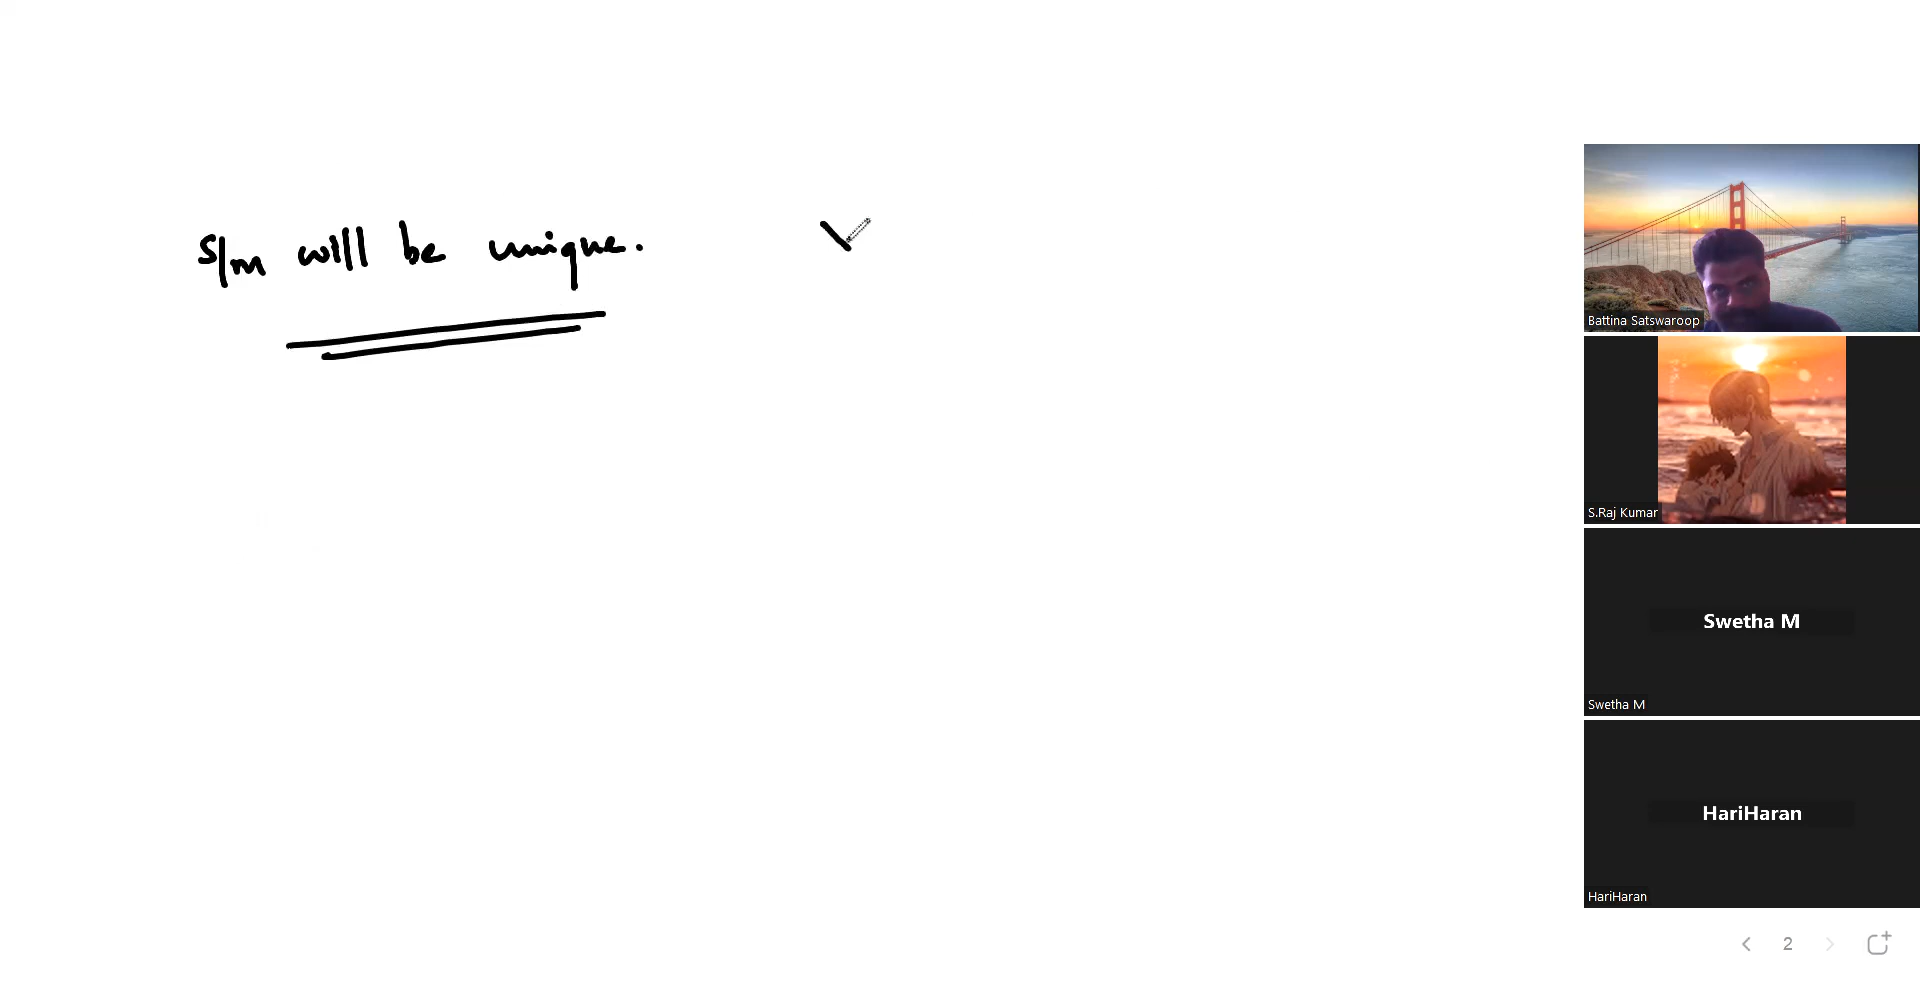 s/m will be unique.
Battina Satswaroop
S.Raj Kumar
Swetha M
Swetha M
HariHaran
HariHaran
2